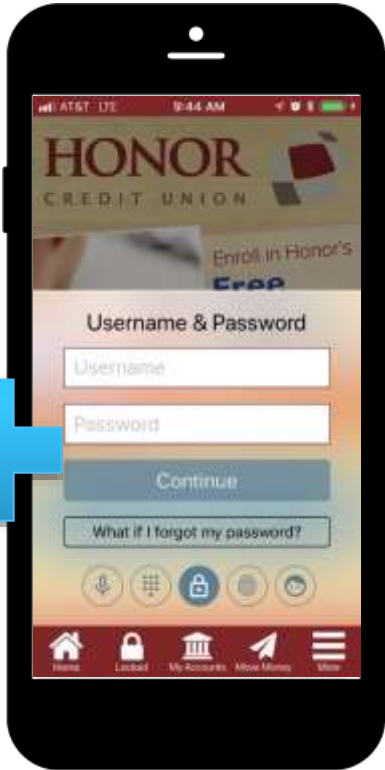 AT&T LTE 9:44 AM
HONOR
CREDIT UNION
Enroll in Honor's
Free
Username & Password
Username
Password
Continue
What if I forgot my password?
Home Locked My Accounts Move Money More